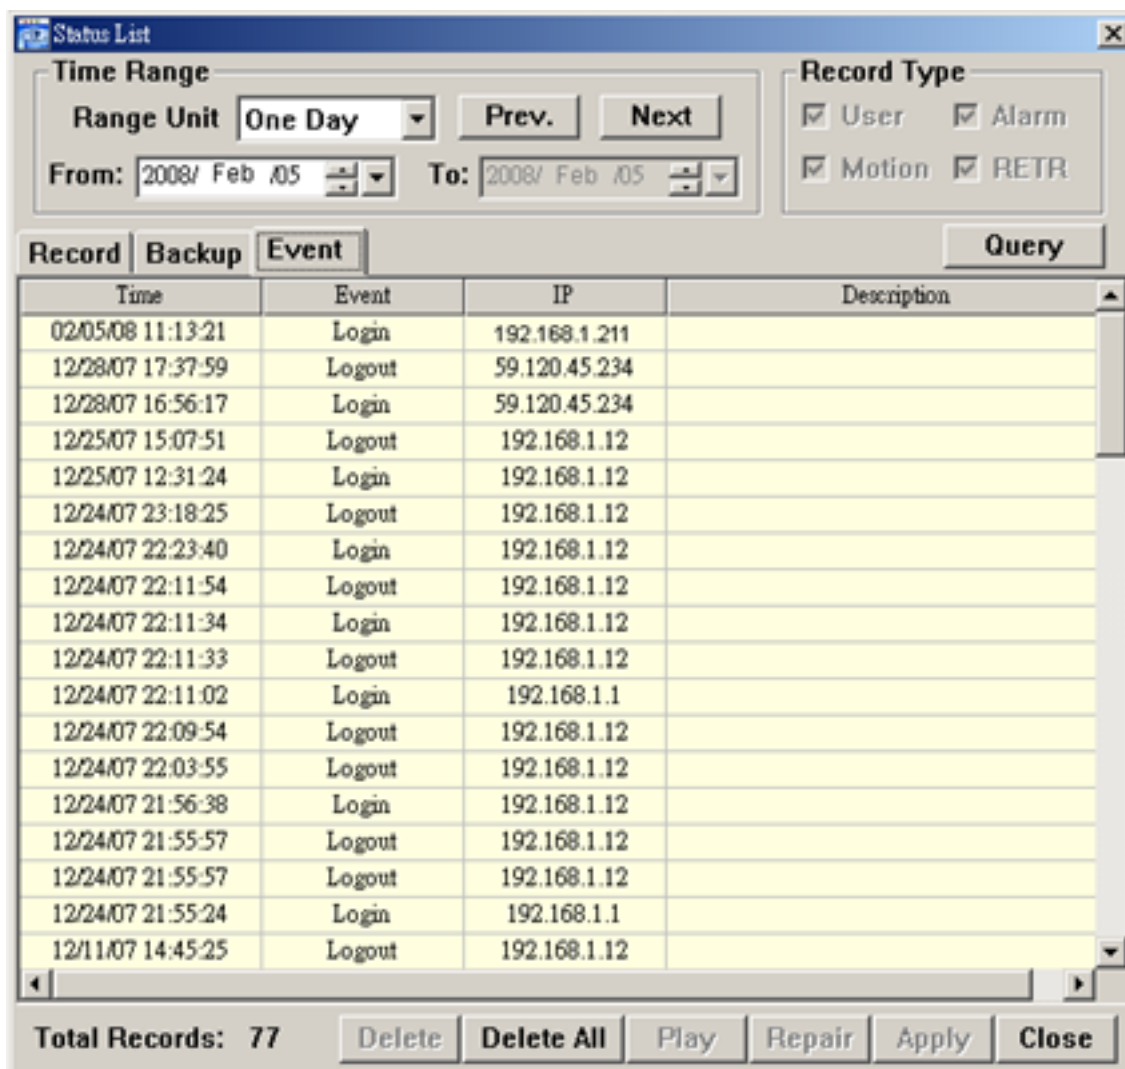 Status List
Time Range
Range Unit One Day Prev. Next
From: 2008/ Feb /05 To: 2008/ Feb /05
Record Type
User Alarm
Motion RETR
Record Backup Event Query
Time Event IP Description
02/05/08 11:13:21 Login 192.168.1.211
12/28/07 17:37:59 Logout 59.120.45.234
12/28/07 16:56:17 Login 59.120.45.234
12/25/07 15:07:51 Logout 192.168.1.12
12/25/07 12:31:24 Login 192.168.1.12
12/24/07 23:18:25 Logout 192.168.1.12
12/24/07 22:23:40 Login 192.168.1.12
12/24/07 22:11:54 Logout 192.168.1.12
12/24/07 22:11:34 Login 192.168.1.12
12/24/07 22:11:33 Logout 192.168.1.12
12/24/07 22:11:02 Login 192.168.1.1
12/24/07 22:09:54 Logout 192.168.1.12
12/24/07 22:03:55 Logout 192.168.1.12
12/24/07 21:56:38 Login 192.168.1.12
12/24/07 21:55:57 Logout 192.168.1.12
12/24/07 21:55:57 Logout 192.168.1.12
12/24/07 21:55:24 Login 192.168.1.1
12/11/07 14:45:25 Logout 192.168.1.12
Total Records: 77 Delete Delete All Play Repair Apply Close